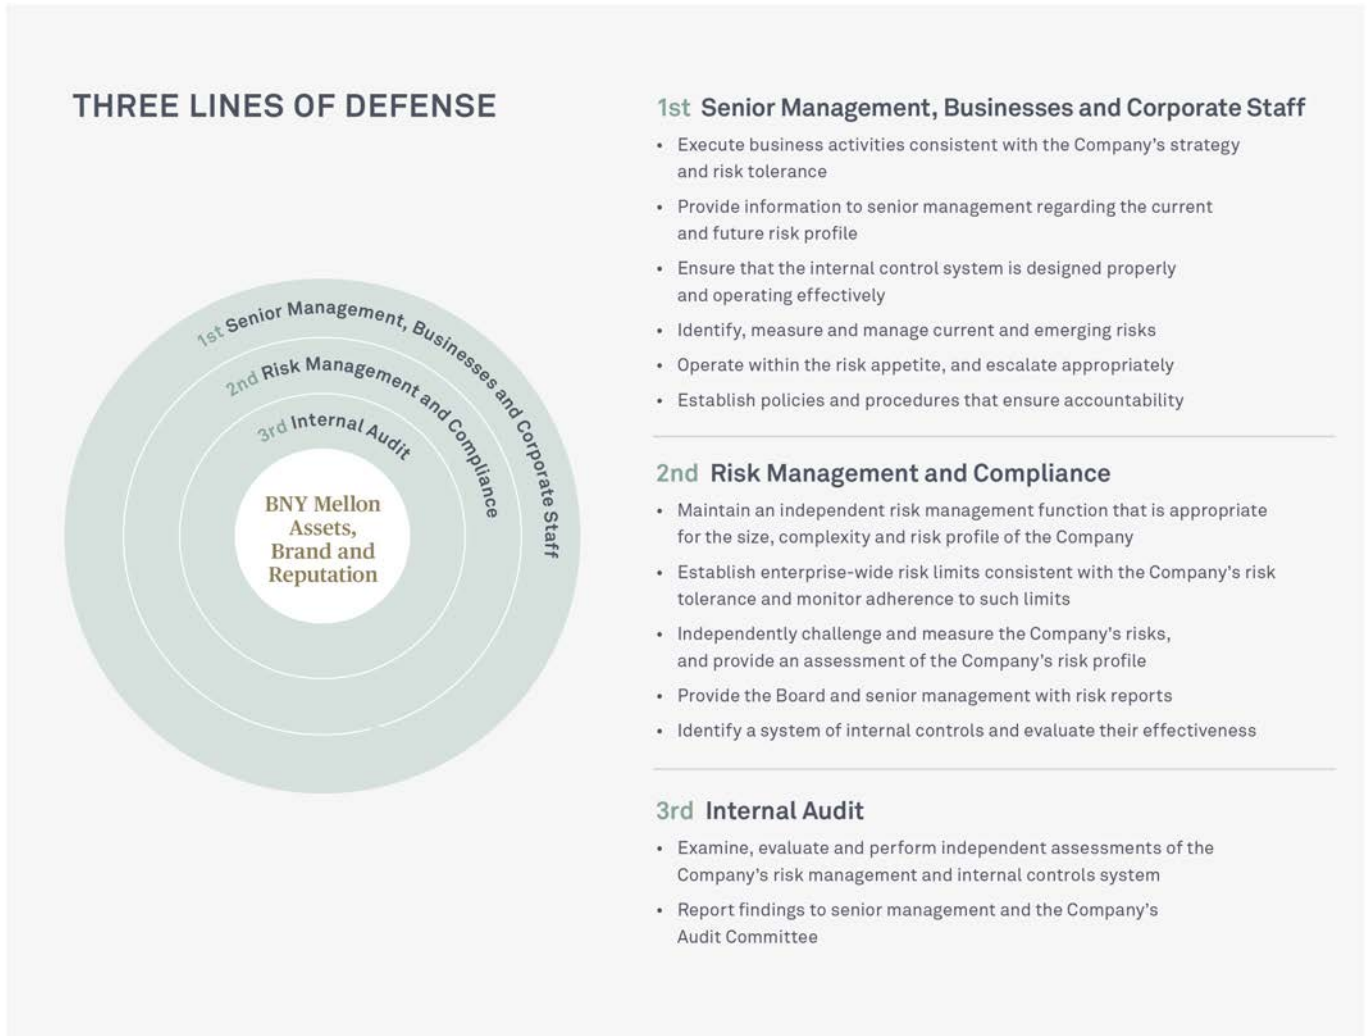 THREE LINES OF DEFENSE
1st Senior Management, Businesses and Corporate Staff
2nd Risk Management and Compliance
3rd Internal Audit
BNY Mellon
Assets,
Brand and
Reputation
1st Senior Management, Businesses and Corporate Staff
• Execute business activities consistent with the Company's strategy
and risk tolerance
• Provide information to senior management regarding the current
and future risk profile
• Ensure that the internal control system is designed properly
and operating effectively
• Identify, measure and manage current and emerging risks
• Operate within the risk appetite, and escalate appropriately
• Establish policies and procedures that ensure accountability
2nd Risk Management and Compliance
• Maintain an independent risk management function that is appropriate
for the size, complexity and risk profile of the Company
• Establish enterprise-wide risk limits consistent with the Company's risk
tolerance and monitor adherence to such limits
• Independently challenge and measure the Company's risks,
and provide an assessment of the Company's risk profile
• Provide the Board and senior management with risk reports
• Identify a system of internal controls and evaluate their effectiveness
3rd Internal Audit
• Examine, evaluate and perform independent assessments of the
Company's risk management and internal controls system
• Report findings to senior management and the Company's
Audit Committee